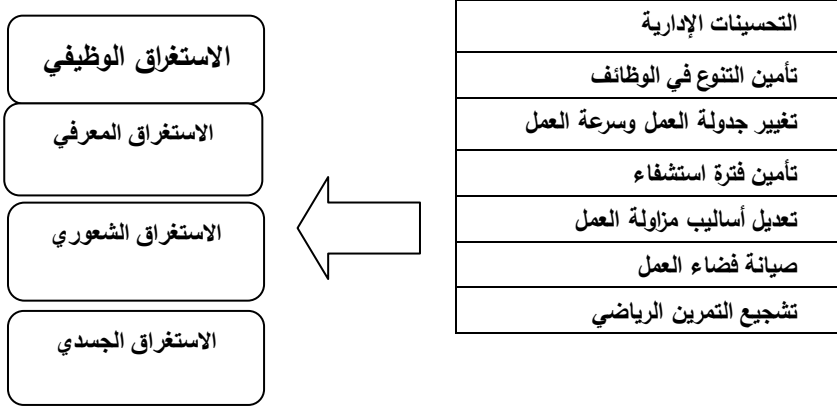 التحسينات الإدارية
تأمين التنوع في الوظائف
تغيير جدولة العمل وسرعة العمل
تأمين فترة استشفاء
تعديل أساليب مزاولة العمل
صيانة فضاء العمل
تشجيع التمرين الرياضي
الاستغراق الوظيفي
الاستغراق المعرفي
الاستغراق الشعوري
الاستغراق الجسدي